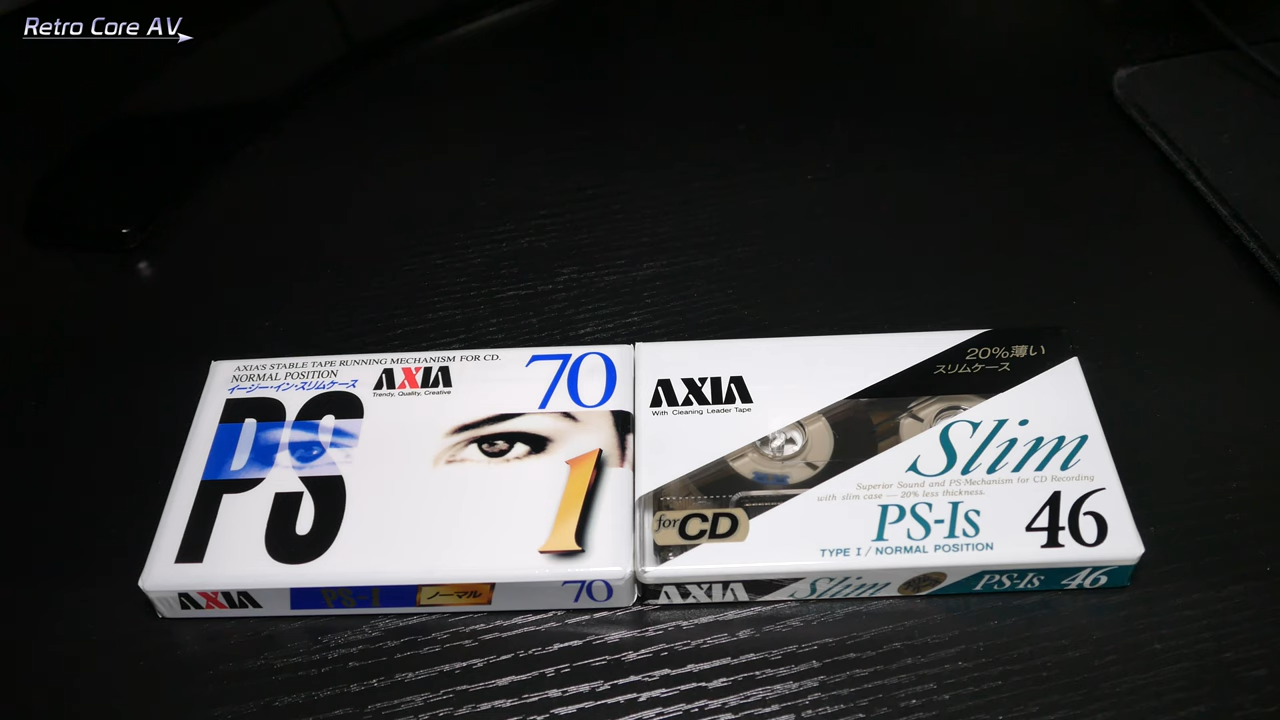 Retro Core AV
AXIA'S STABLE TAPE RUNNING MECHANISM FOR CD.
NORMAL POSITION
イージー・イン・スリムケース
AXIA
Trendy, Quality, Creative
70
PS
1
AXIA
PS-I
ノーマル
70
20%薄い
スリムケース
AXIA
With Cleaning Leader Tape
Slim
Superior Sound and PS-Mechanism for CD Recording
with slim case — 20% less thickness.
for CD
PS-Is
46
TYPE I / NORMAL POSITION
AXIA
Slim
PS-Is
46